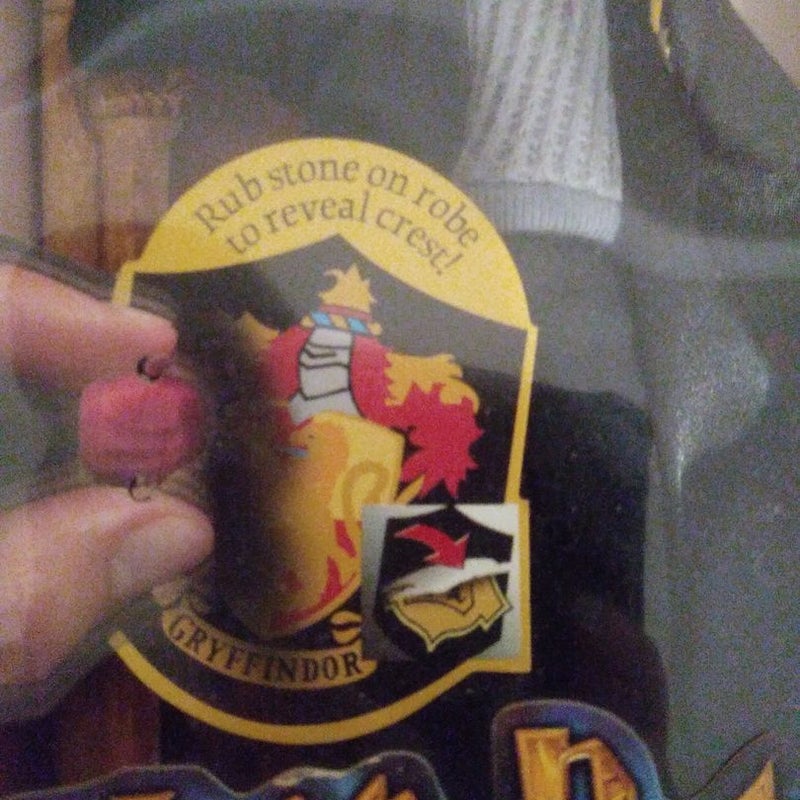 Rub stone on robe
to reveal crest!
GRYFFINDOR